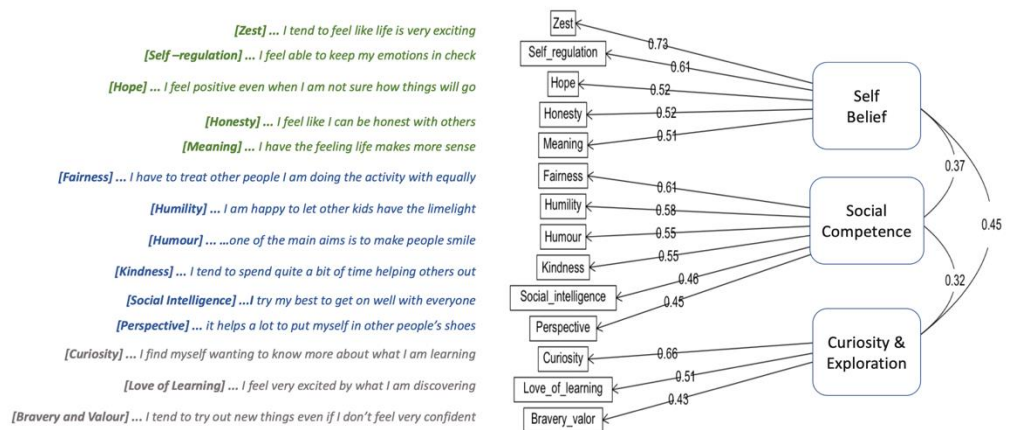 [Zest] ... I tend to feel like life is very exciting
[Self –regulation] ... I feel able to keep my emotions in check
[Hope] ... I feel positive even when I am not sure how things will go
[Honesty] ... I feel like I can be honest with others
[Meaning] ... I have the feeling life makes more sense
[Fairness] ... I have to treat other people I am doing the activity with equally
[Humility] ... I am happy to let other kids have the limelight
[Humour] ... ...one of the main aims is to make people smile
[Kindness] ... I tend to spend quite a bit of time helping others out
[Social Intelligence] ...I try my best to get on well with everyone
[Perspective] ... it helps a lot to put myself in other people's shoes
[Curiosity] ... I find myself wanting to know more about what I am learning
[Love of Learning] ... I feel very excited by what I am discovering
[Bravery and Valour] ... I tend to try out new things even if I don't feel very confident
Zest
Self_regulation
Hope
Honesty
Meaning
Fairness
Humility
Humour
Kindness
Social_intelligence
Perspective
Curiosity
Love_of_learning
Bravery_valor
0.73
0.61
0.52
0.52
0.51
0.61
0.58
0.55
0.55
0.46
0.45
0.66
0.51
0.43
Self
Belief
Social
Competence
Curiosity &
Exploration
0.37
0.45
0.32